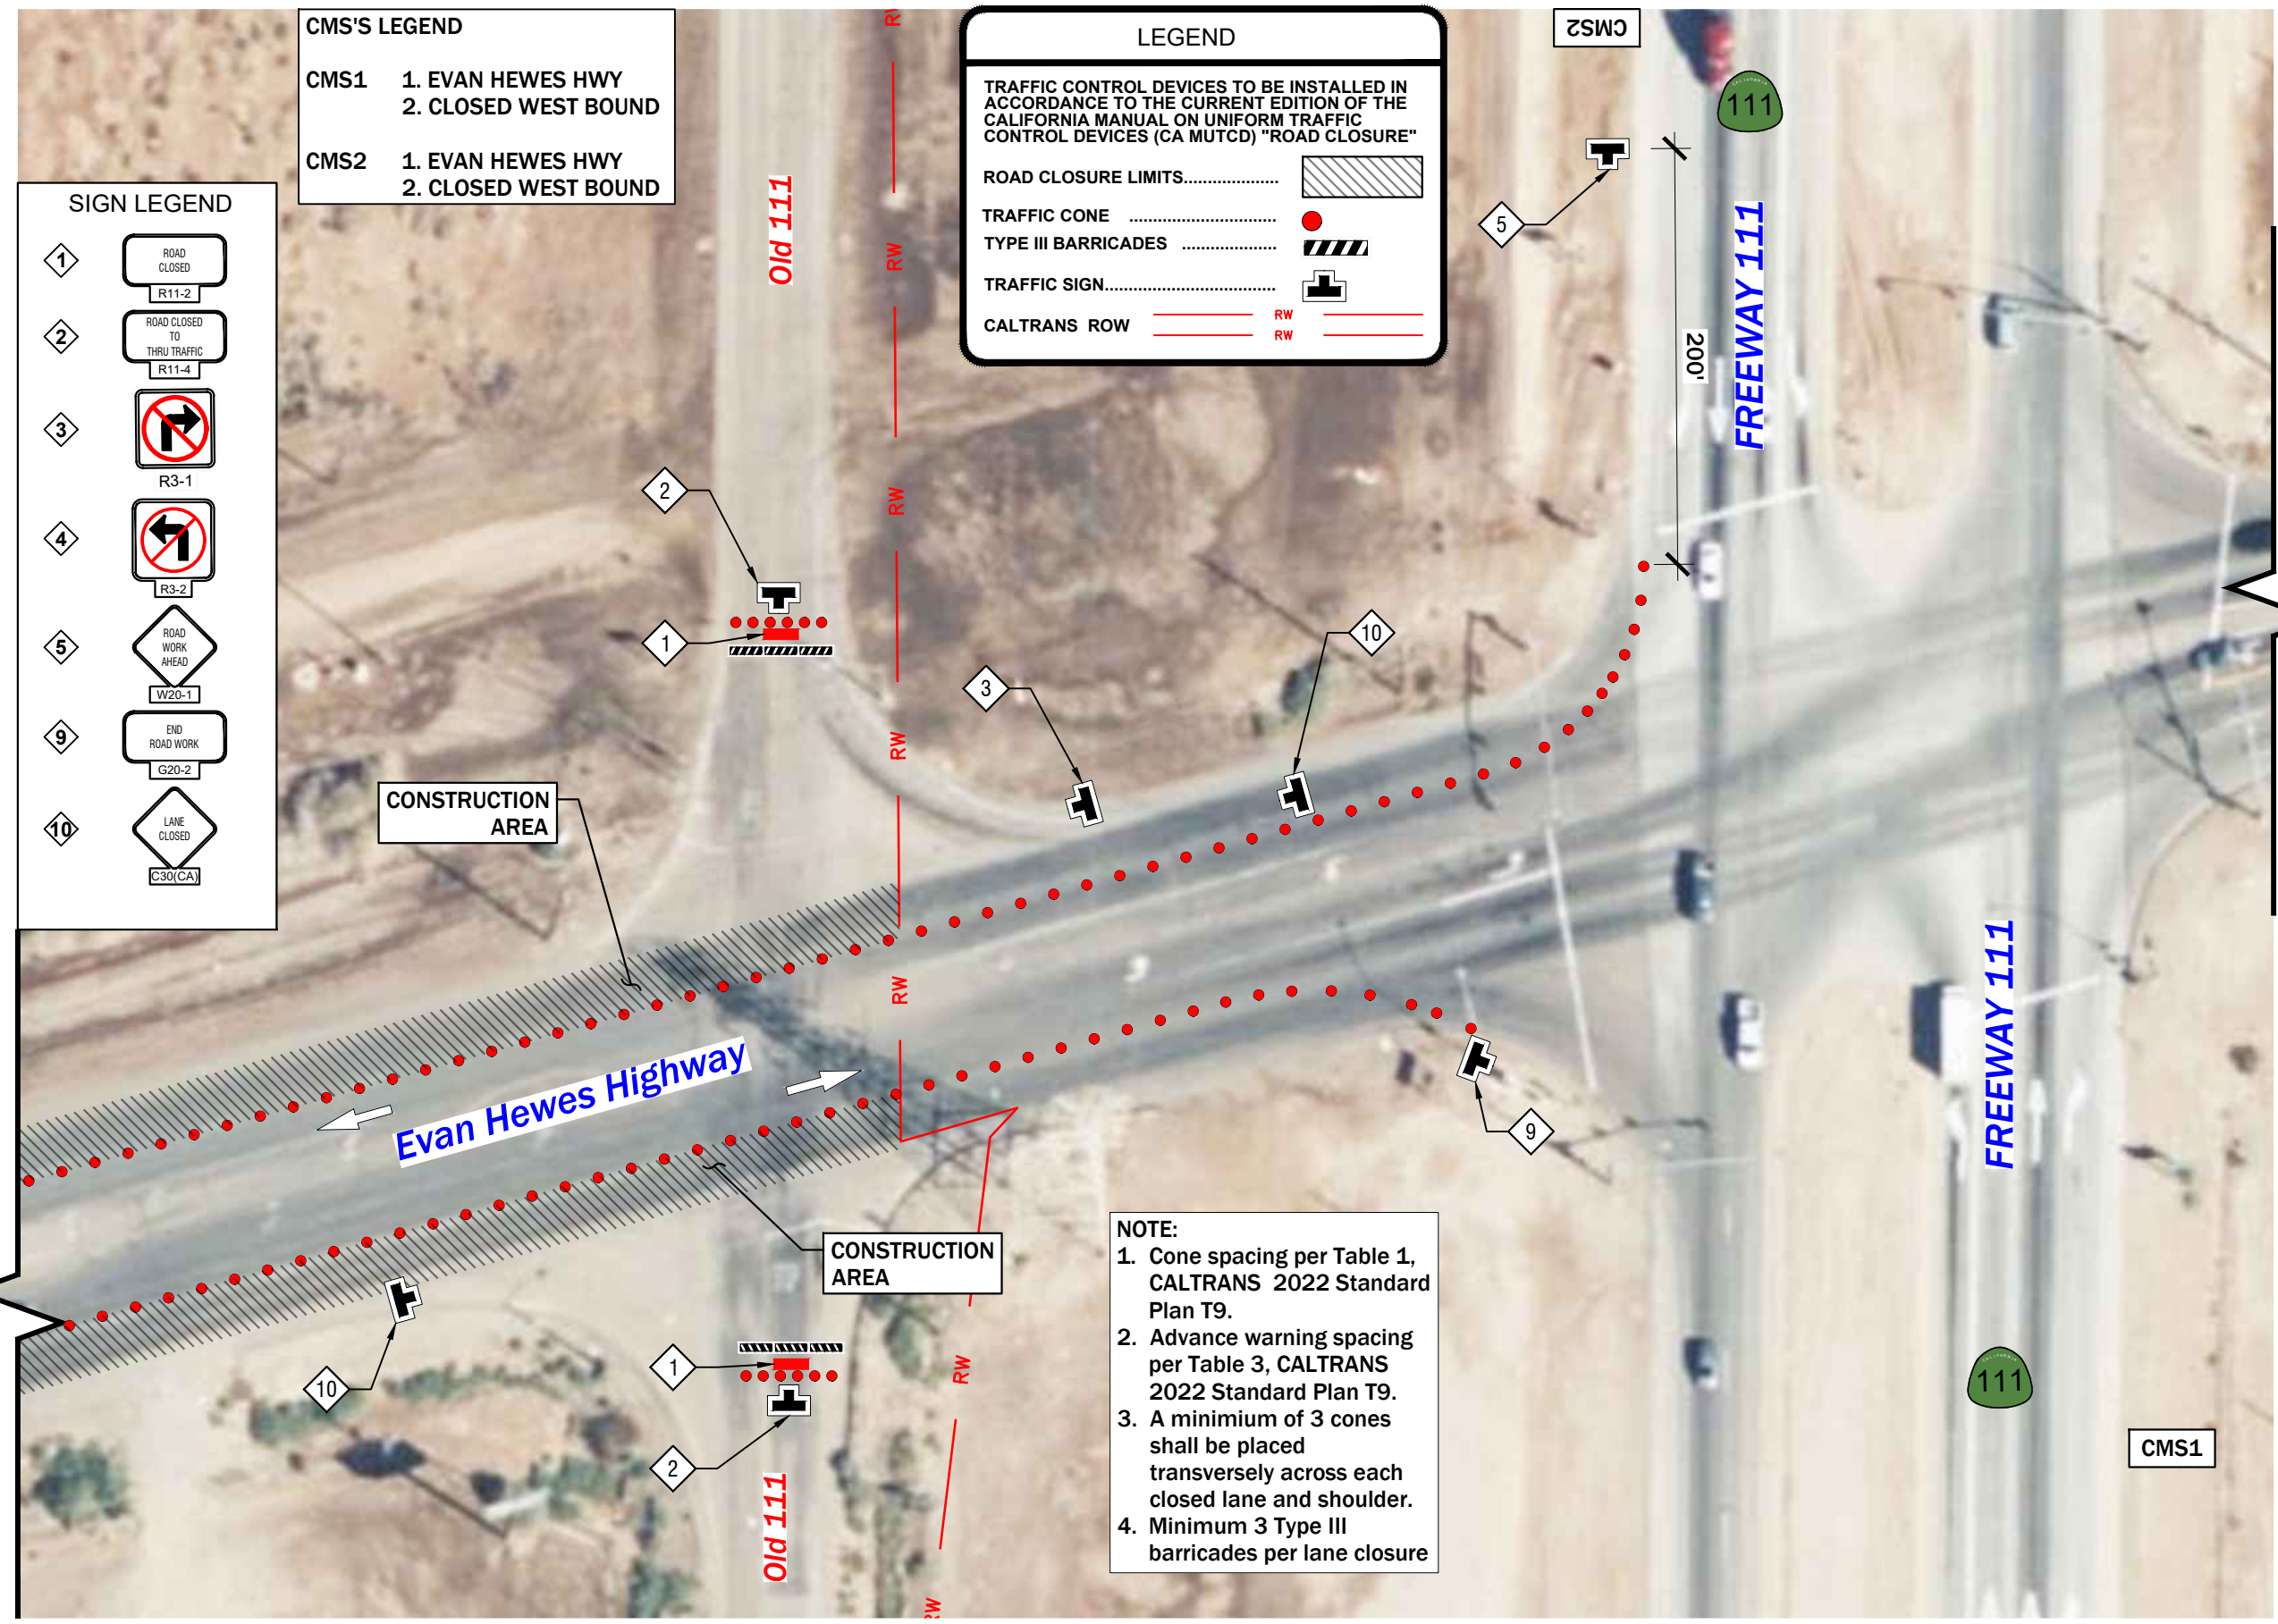 CMS'S LEGEND
CMS1 1. EVAN HEWES HWY
2. CLOSED WEST BOUND
CMS2 1. EVAN HEWES HWY
2. CLOSED WEST BOUND
SIGN LEGEND
1
ROAD
CLOSED
R11-2
2
ROAD CLOSED
TO
THRU TRAFFIC
R11-4
3
R3-1
4
R3-2
5
ROAD
WORK
AHEAD
W20-1
9
END
ROAD WORK
G20-2
10
LANE
CLOSED
C30(CA)
LEGEND
TRAFFIC CONTROL DEVICES TO BE INSTALLED IN
ACCORDANCE TO THE CURRENT EDITION OF THE
CALIFORNIA MANUAL ON UNIFORM TRAFFIC
CONTROL DEVICES (CA MUTCD) "ROAD CLOSURE"
ROAD CLOSURE LIMITS...................
TRAFFIC CONE .............................
TYPE III BARRICADES ...................
TRAFFIC SIGN.................................
CALTRANS ROW RW
RW
CMS2
CALIFORNIA
111
5
200'
FREEWAY 111
Old 111
RW
RW
RW
RW
RW
2
1
3
10
CONSTRUCTION
AREA
Evan Hewes Highway
RW
9
FREEWAY 111
CONSTRUCTION
AREA
10
1
2
Old 111
RW
RW
NOTE:
1. Cone spacing per Table 1,
CALTRANS 2022 Standard
Plan T9.
2. Advance warning spacing
per Table 3, CALTRANS
2022 Standard Plan T9.
3. A minimium of 3 cones
shall be placed
transversely across each
closed lane and shoulder.
4. Minimum 3 Type III
barricades per lane closure
CALIFORNIA
111
CMS1